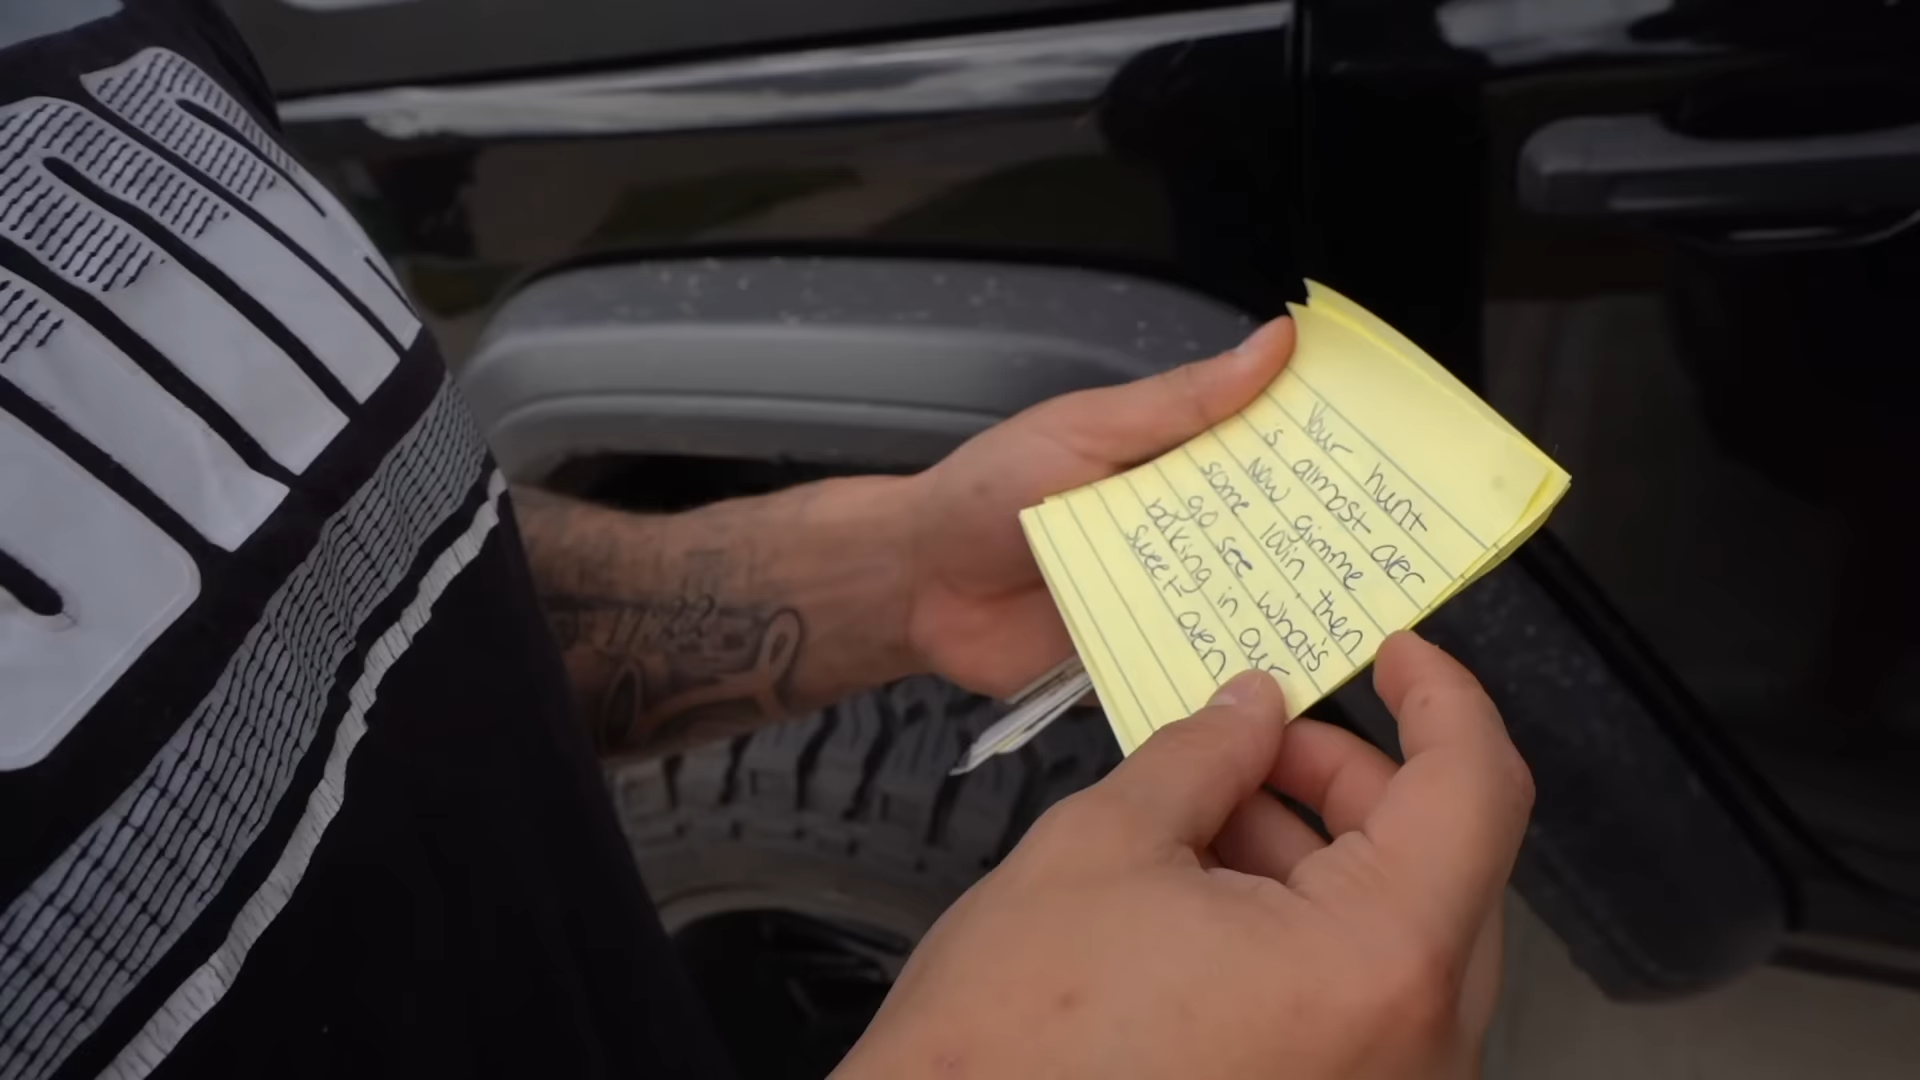 Your hunt
is almost over
Now gimme
some lovin', then
go see what's
baking in our
sweet oven